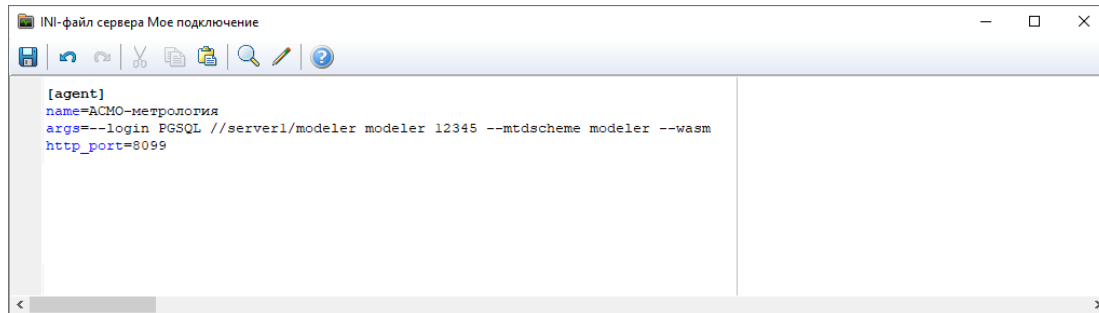 INI-файл сервера Мое подключение
[agent]
name=АСМО-метрология
args=--login PGSQL //server1/modeler modeler 12345 --mtdscheme modeler --wasm
http_port=8099